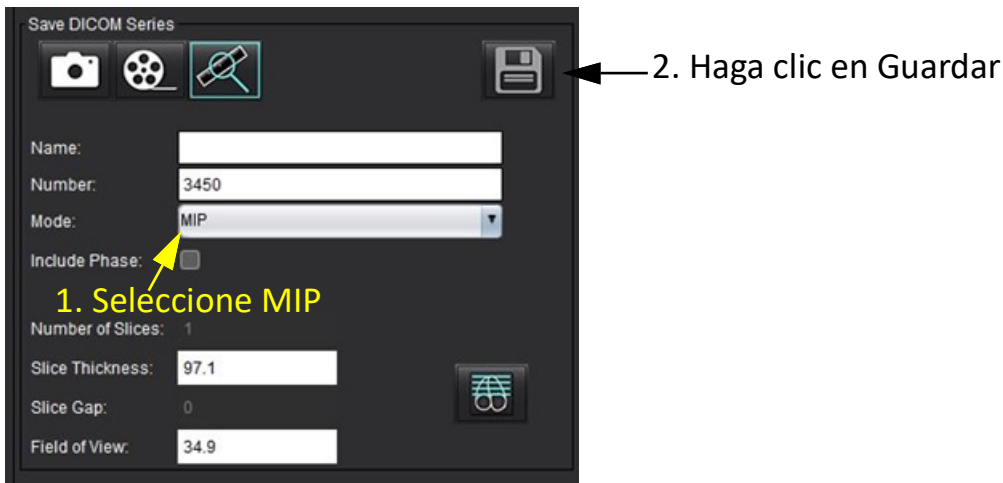 Save DICOM Series
2. Haga clic en Guardar
Name:
Number: 3450
Mode: MIP
Include Phase:
1. Seleccione MIP
Number of Slices: 1
Slice Thickness: 97.1
Slice Gap: 0
Field of View: 34.9